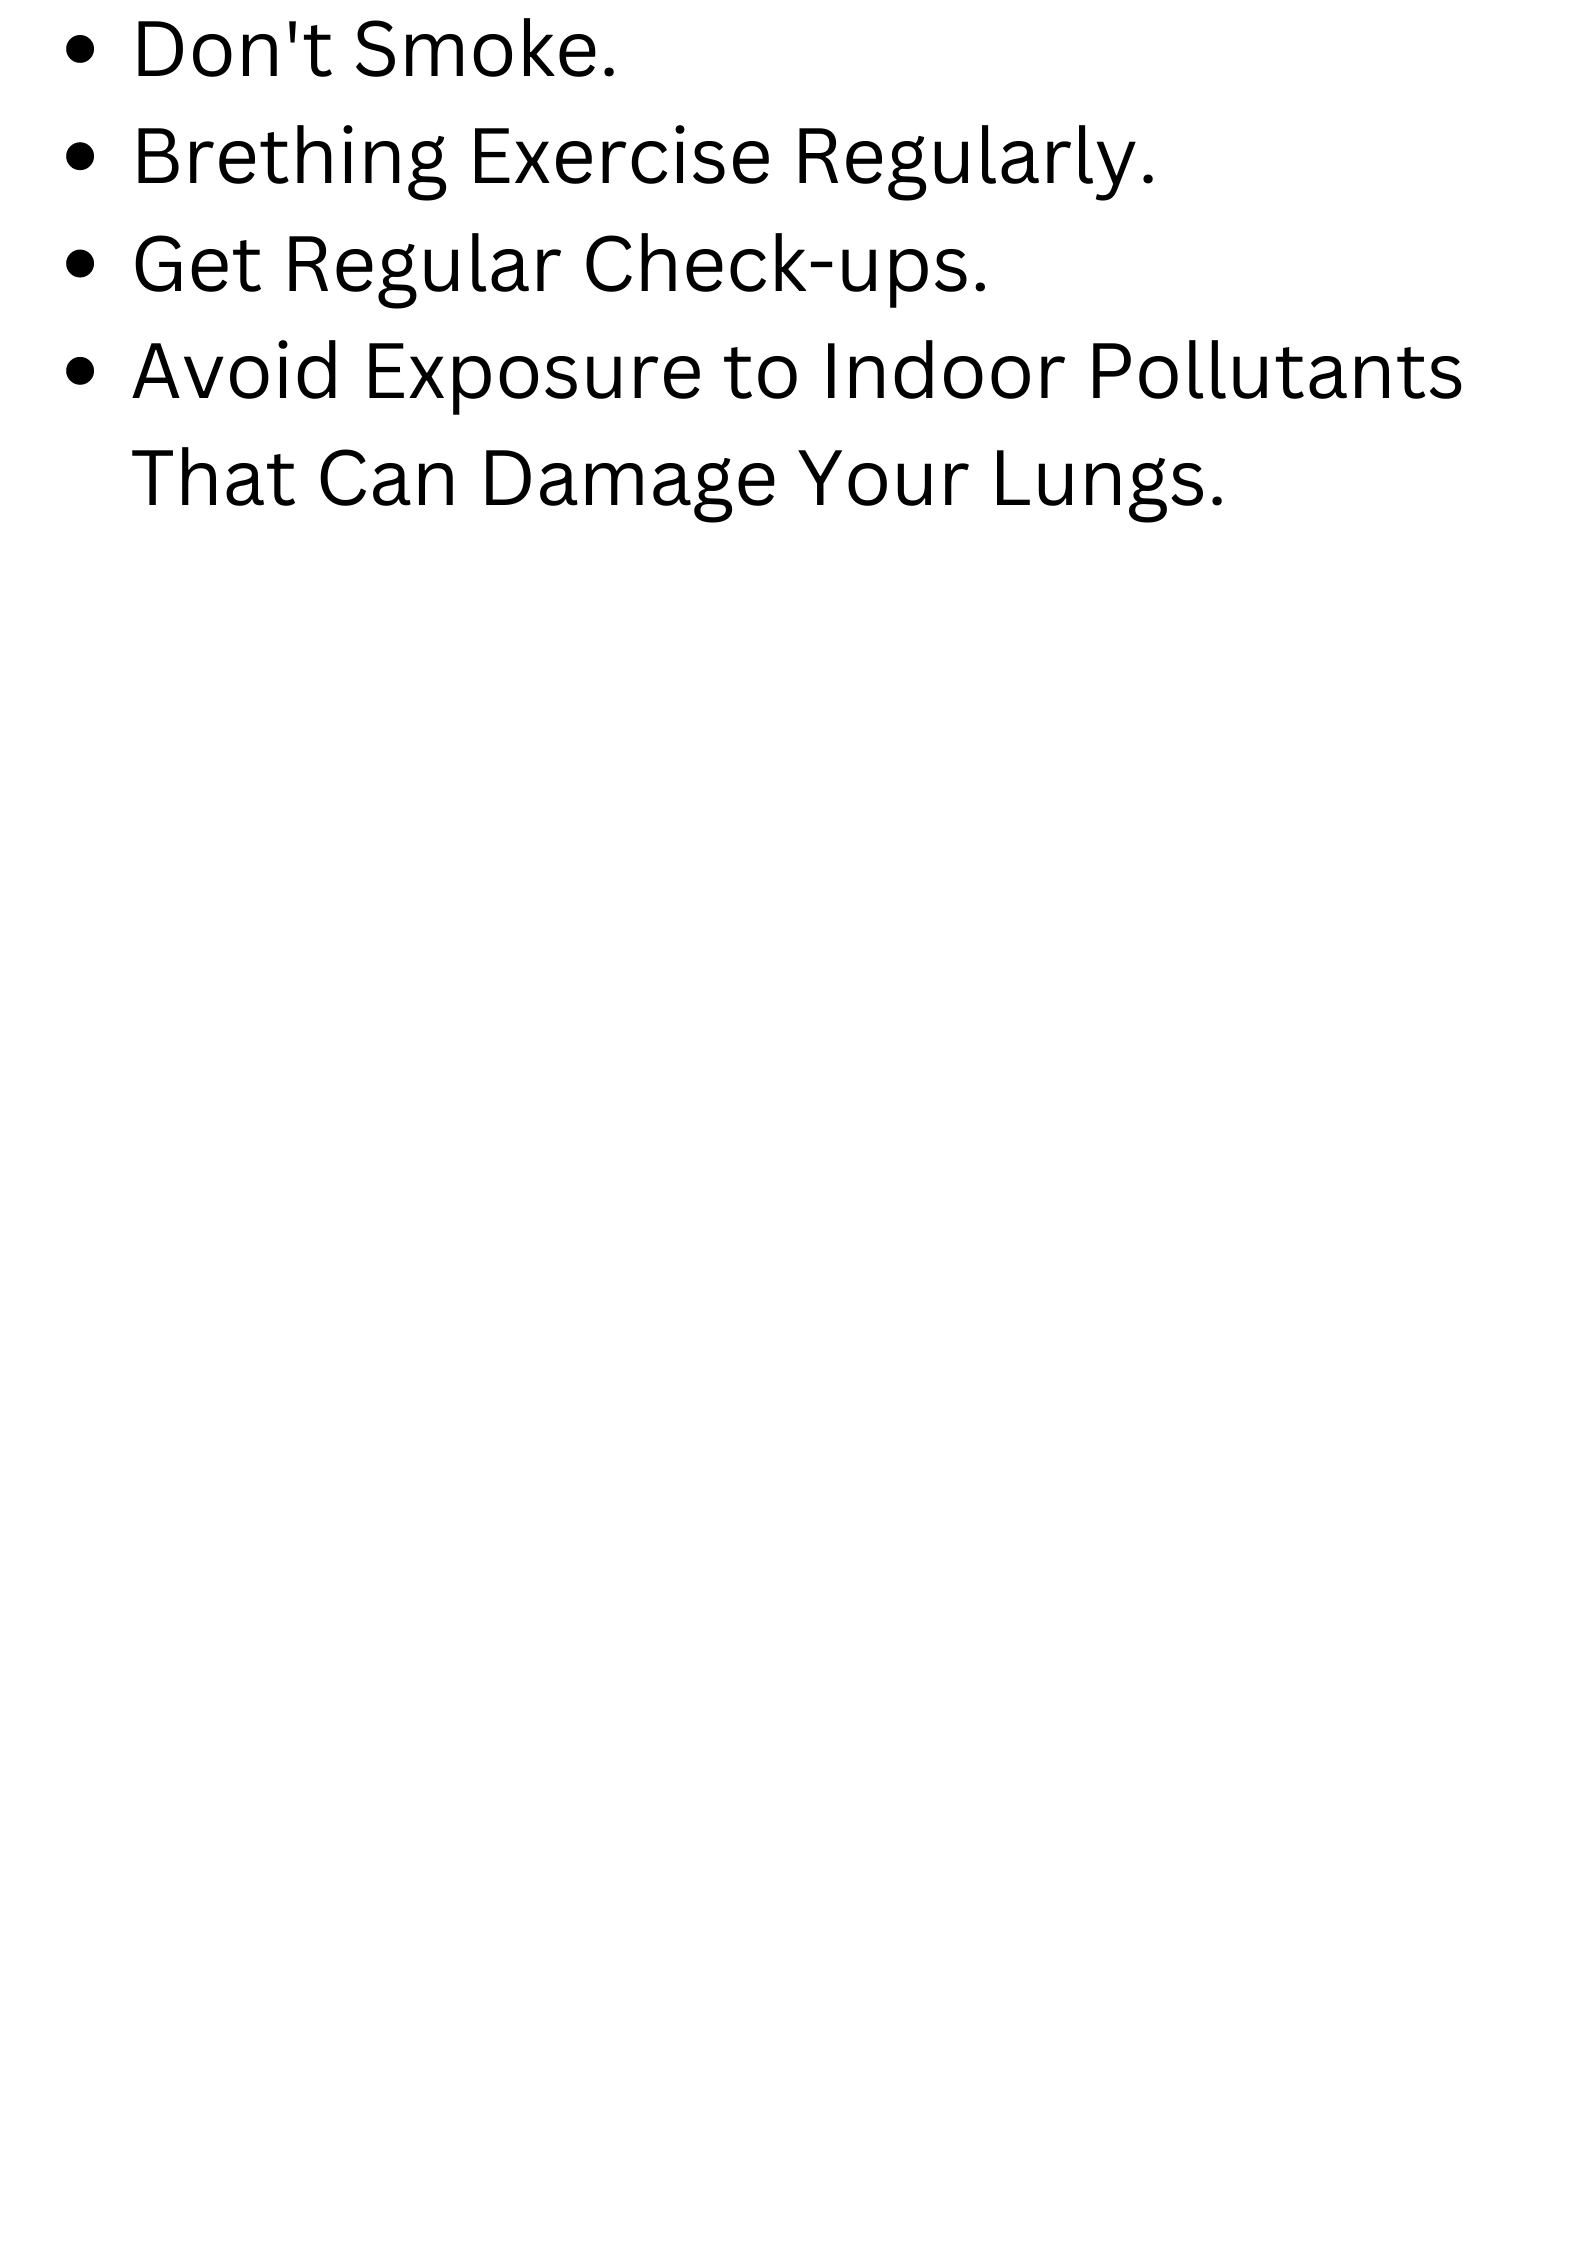 • Don't Smoke.
• Brething Exercise Regularly.
• Get Regular Check-ups.
• Avoid Exposure to Indoor Pollutants
That Can Damage Your Lungs.